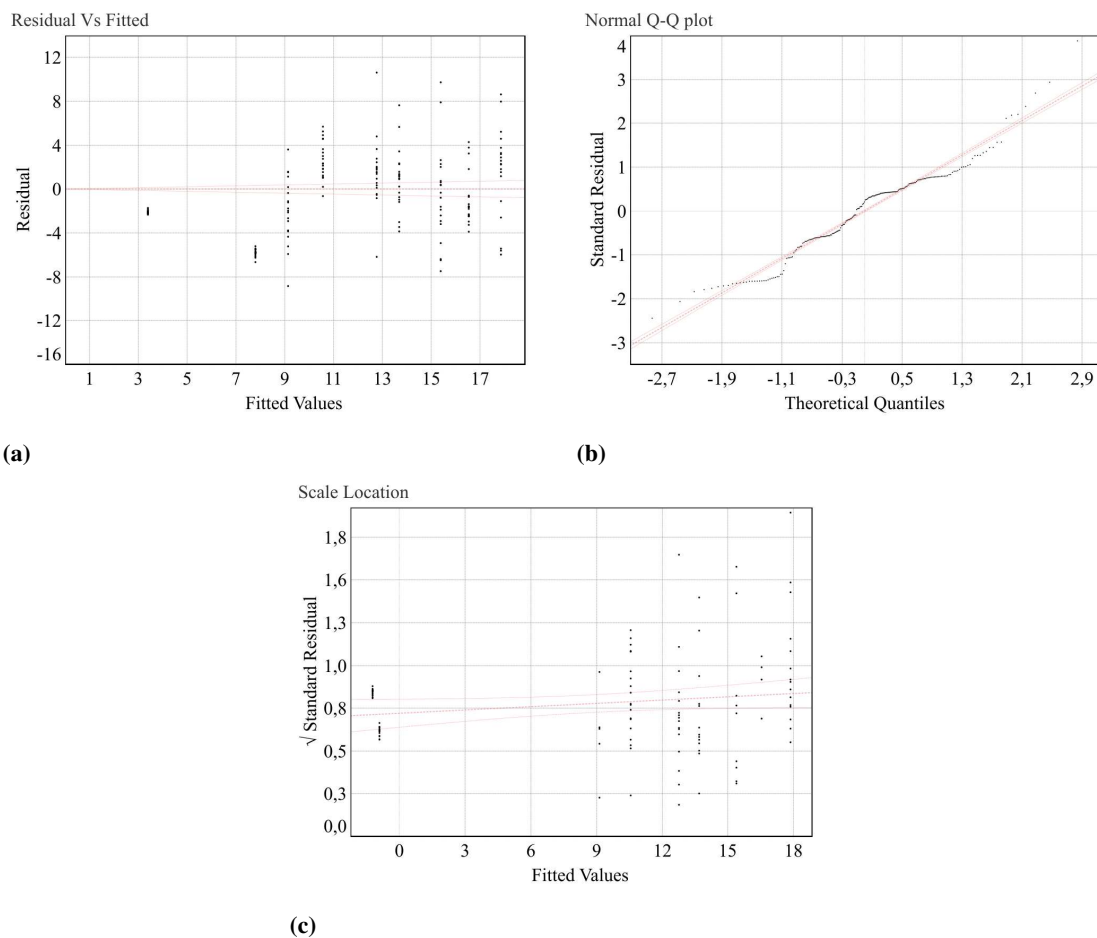 Residual Vs Fitted
12
8
4
0
-4
-8
-12
-16
Residual
1 3 5 7 9 11 13 15 17
Fitted Values
(a)
Normal Q-Q plot
4
3
2
1
0
-1
-2
-3
Standard Residual
-2,7 -1,9 -1,1 -0,3 0,5 1,3 2,1 2,9
Theoretical Quantiles
(b)
Scale Location
1,8
1,6
1,3
1,0
0,8
0,5
0,3
0,0
√ Standard Residual
0 3 6 9 12 15 18
Fitted Values
(c)